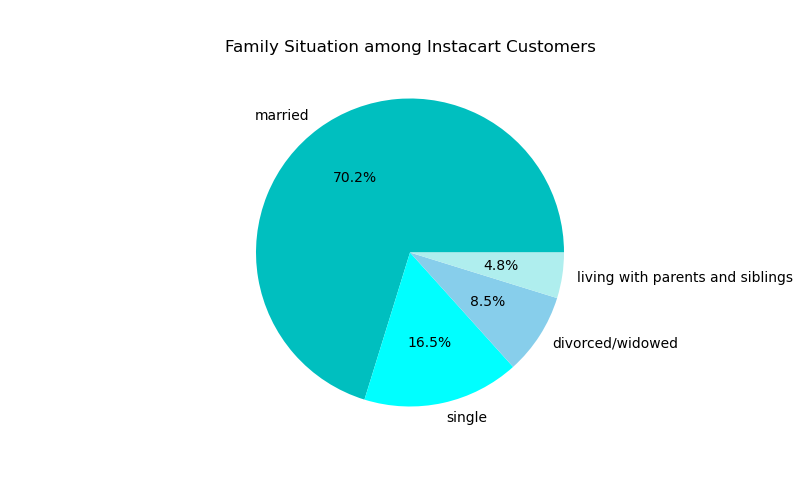 Family Situation among Instacart Customers
married
70.2%
4.8%
living with parents and siblings
8.5%
divorced/widowed
16.5%
single